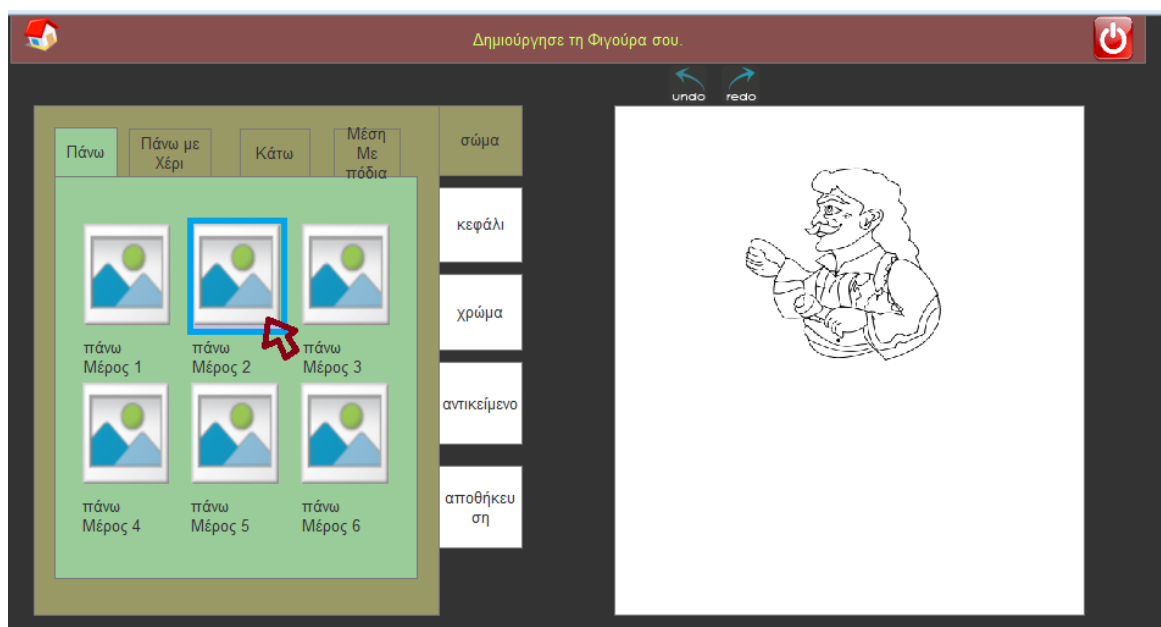 Δημιούργησε τη Φιγούρα σου.
undo redo
Πάνω
Πάνω με
Χέρι
Κάτω
Μέση
Με
πόδια
σώμα
κεφάλι
χρώμα
αντικείμενο
αποθήκευ
ση
πάνω
Μέρος 1
πάνω
Μέρος 2
πάνω
Μέρος 3
πάνω
Μέρος 4
πάνω
Μέρος 5
πάνω
Μέρος 6